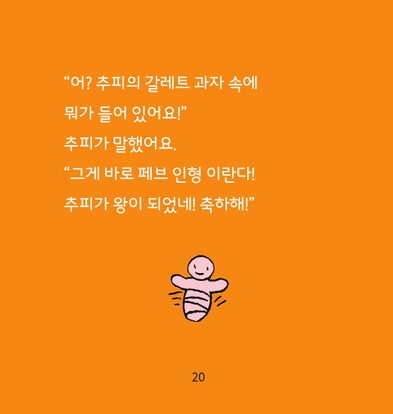 “어? 추피의 갈레트 과자 속에
뭐가 들어 있어요!”
추피가 말했어요.
“그게 바로 페브 인형 이란다!
추피가 왕이 되었네! 축하해!”
20